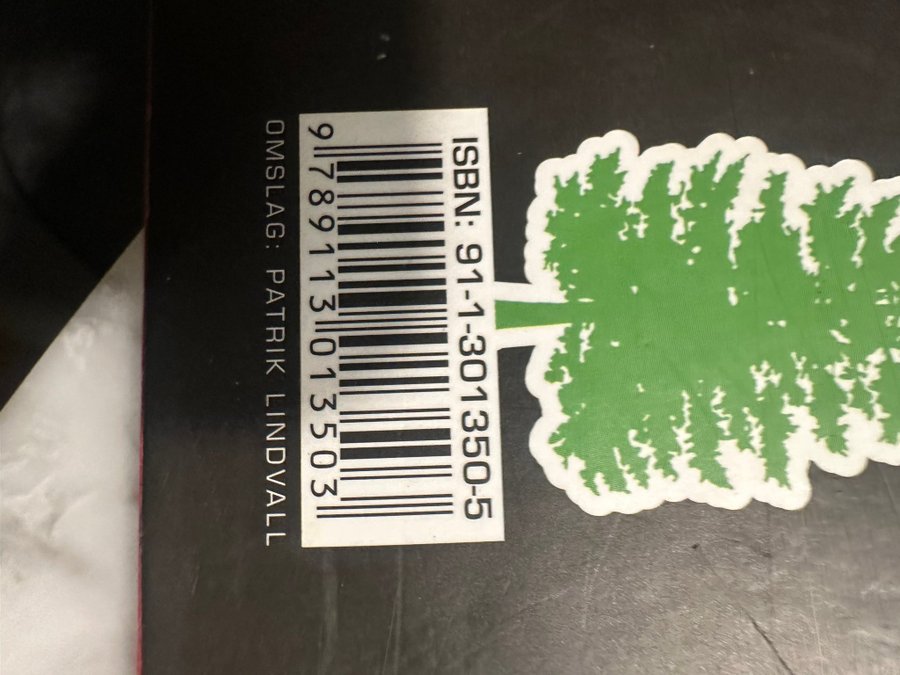 ISBN: 91-1-301350-5
9 789113 013503
OMSLAG: PATRIK LINDVALL